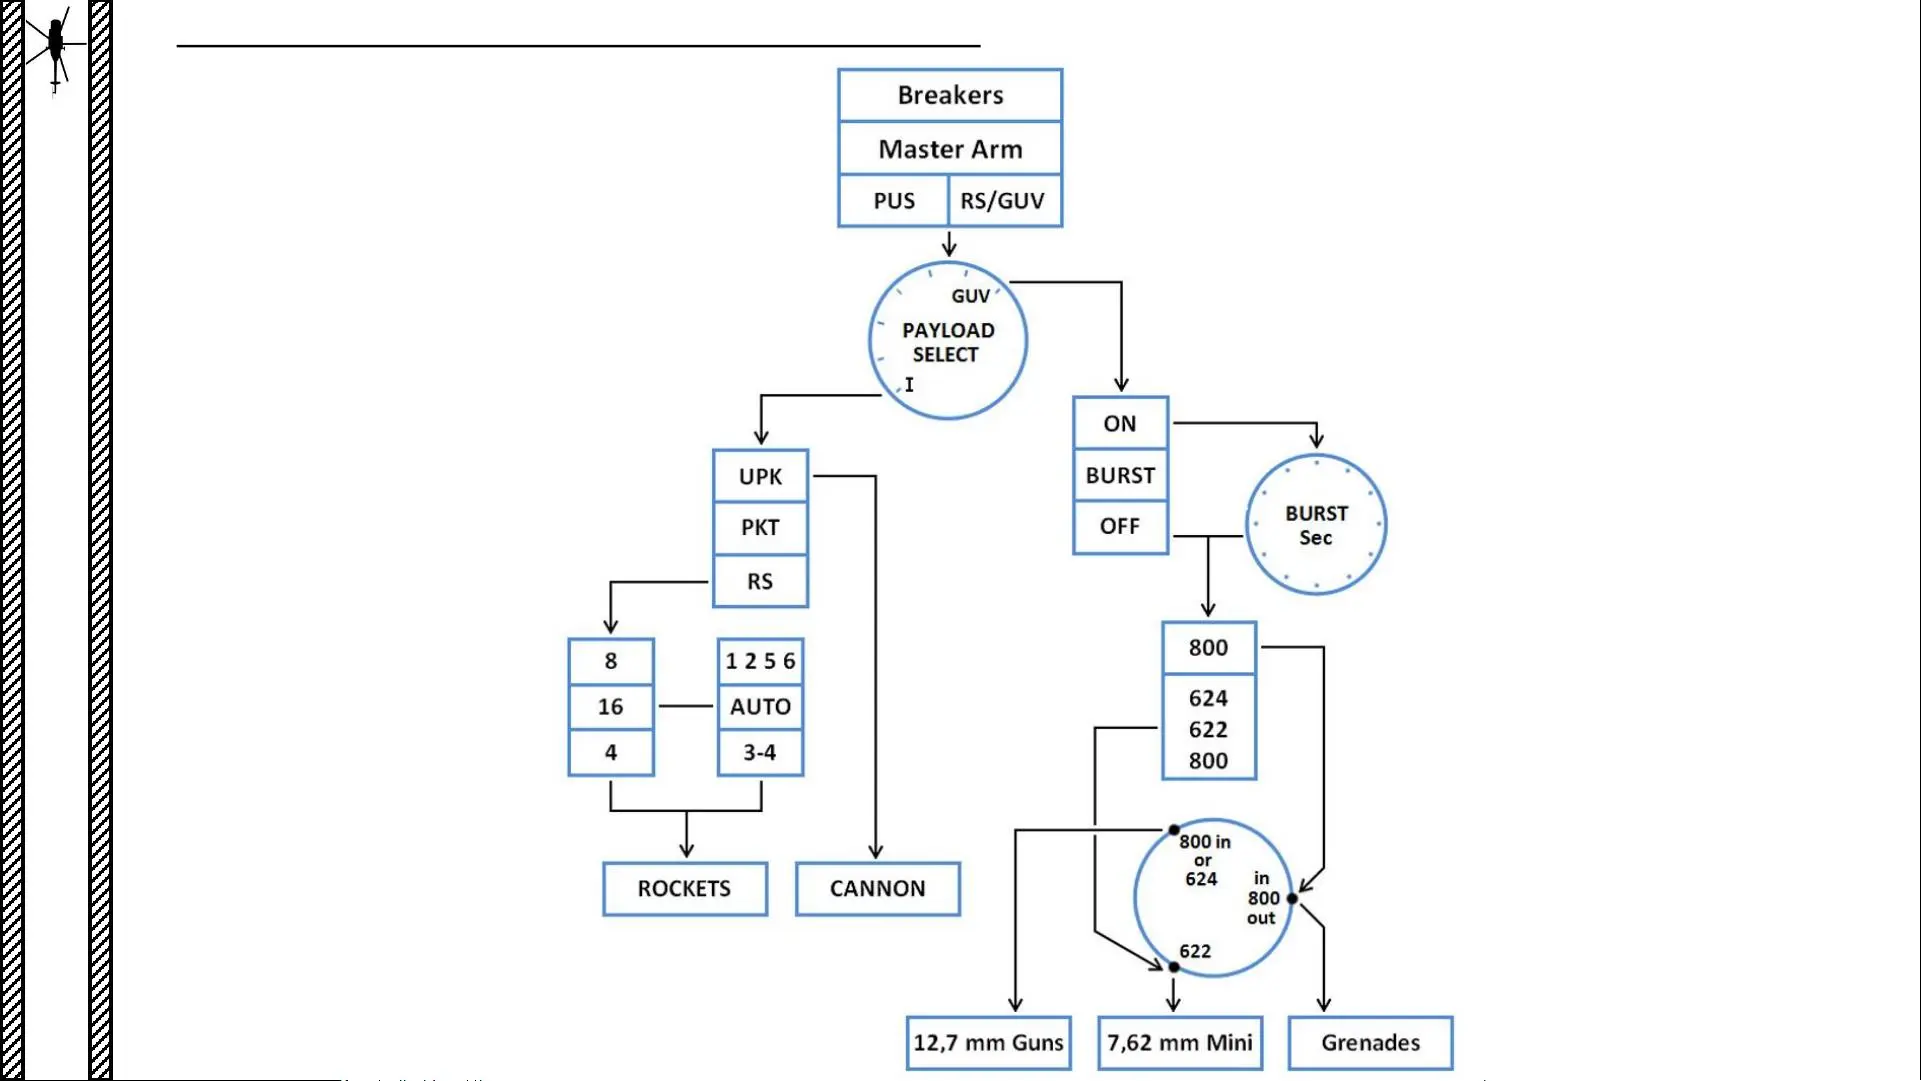 Breakers
Master Arm
PUS
RS/GUV
GUV
PAYLOAD
SELECT
I
ON
BURST
OFF
BURST
Sec
UPK
PKT
RS
8
16
4
1 2 5 6
AUTO
3-4
800
624
622
800
800 in
or
624
in
800
out
622
ROCKETS
CANNON
12,7 mm Guns
7,62 mm Mini
Grenades